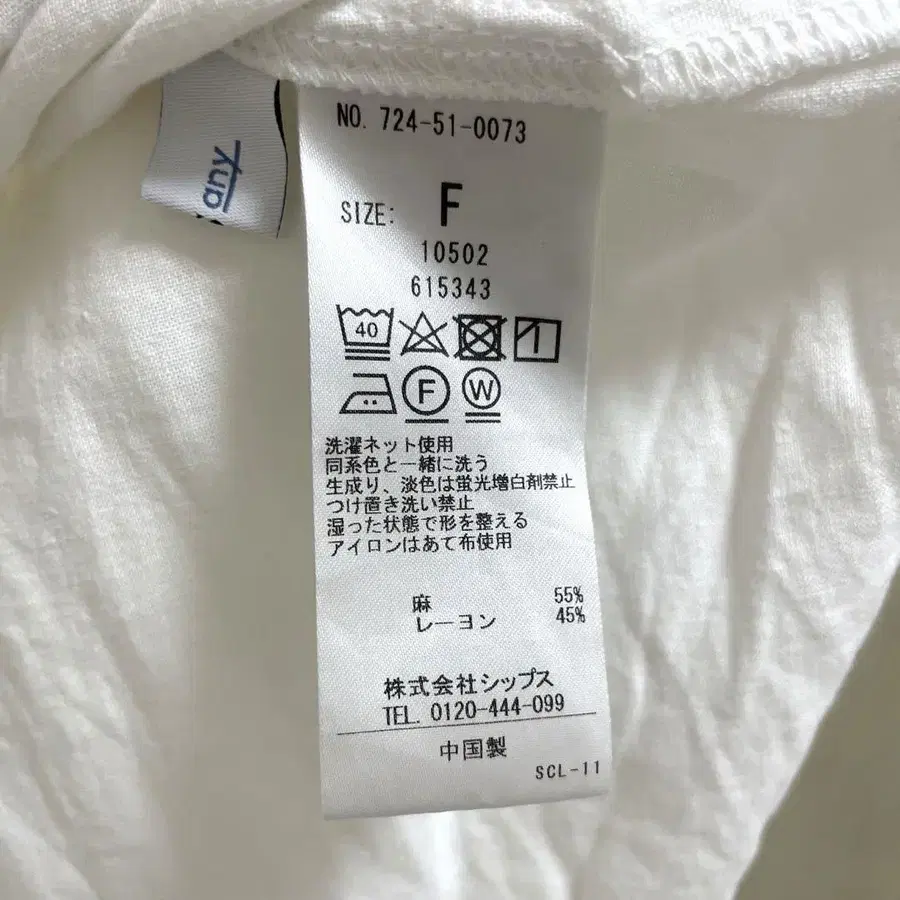 any
NO. 724-51-0073
SIZE: F
10502
615343
40
F W
洗濯ネット使用
同系色と一緒に洗う
生成り、淡色は蛍光増白剤禁止
つけ置き洗い禁止
湿った状態で形を整える
アイロンはあて布使用
麻 55%
レーヨン 45%
株式会社シップス
TEL. 0120-444-099
中国製
SCL-11